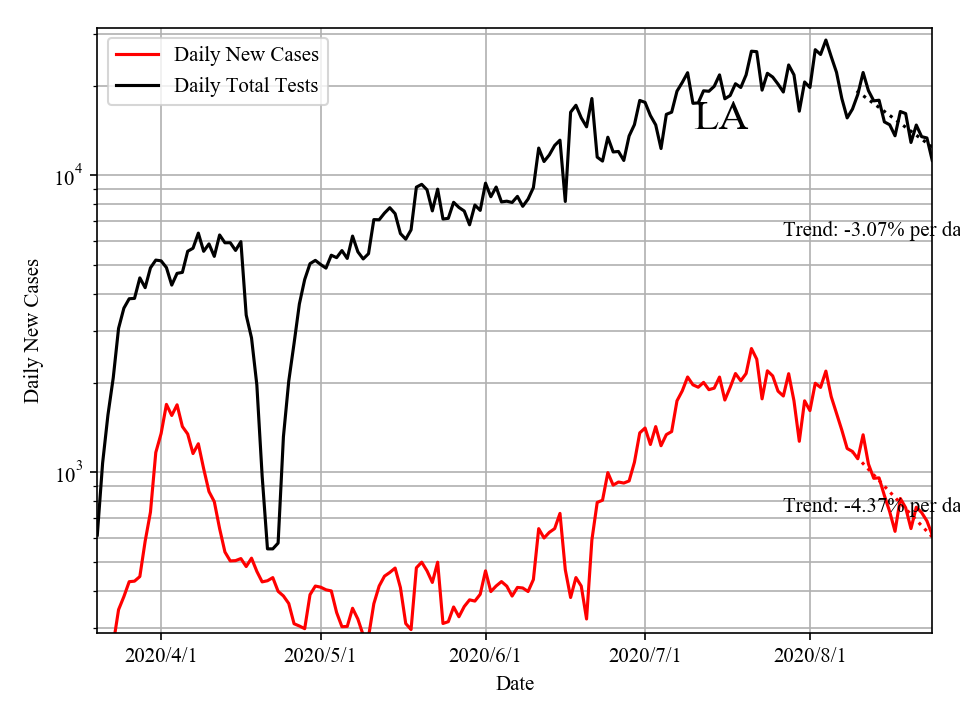 Daily New Cases
Daily Total Tests
LA
10^4
Trend: -3.07% per da
Daily New Cases
10^3
Trend: -4.37% per da
2020/4/1 2020/5/1 2020/6/1 2020/7/1 2020/8/1
Date